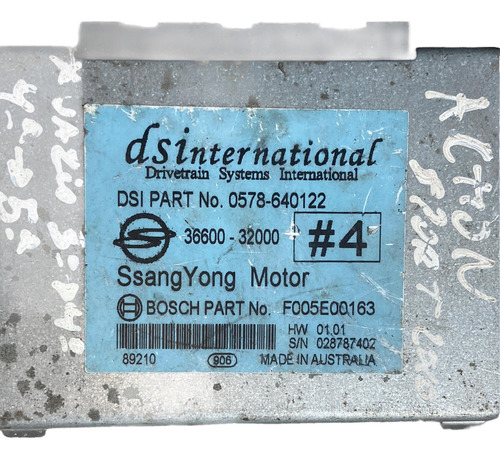 dsinternational
Drivetrain Systems International
DSI PART No. 0578-640122
36600 - 32000
#4
SsangYong Motor
BOSCH PART No. F005E00163
HW 01.01
S/N 028787402
89210
906
MADE IN AUSTRALIA
ACTION